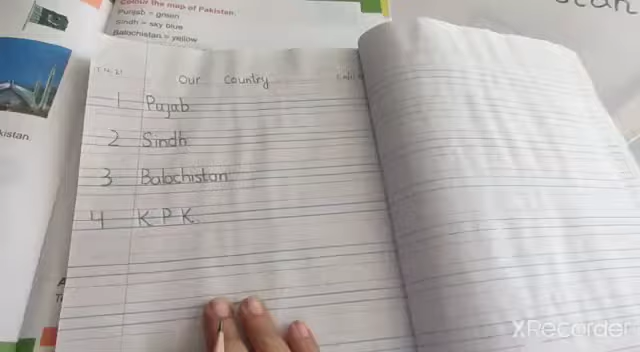 Colour the map of Pakistan.
Punjab = green
Sindh = sky blue
Balochistan = yellow
kistan.
Our country
1 Pujab
2 Sindh
3 Balochistan
4 K P K
XRecorder